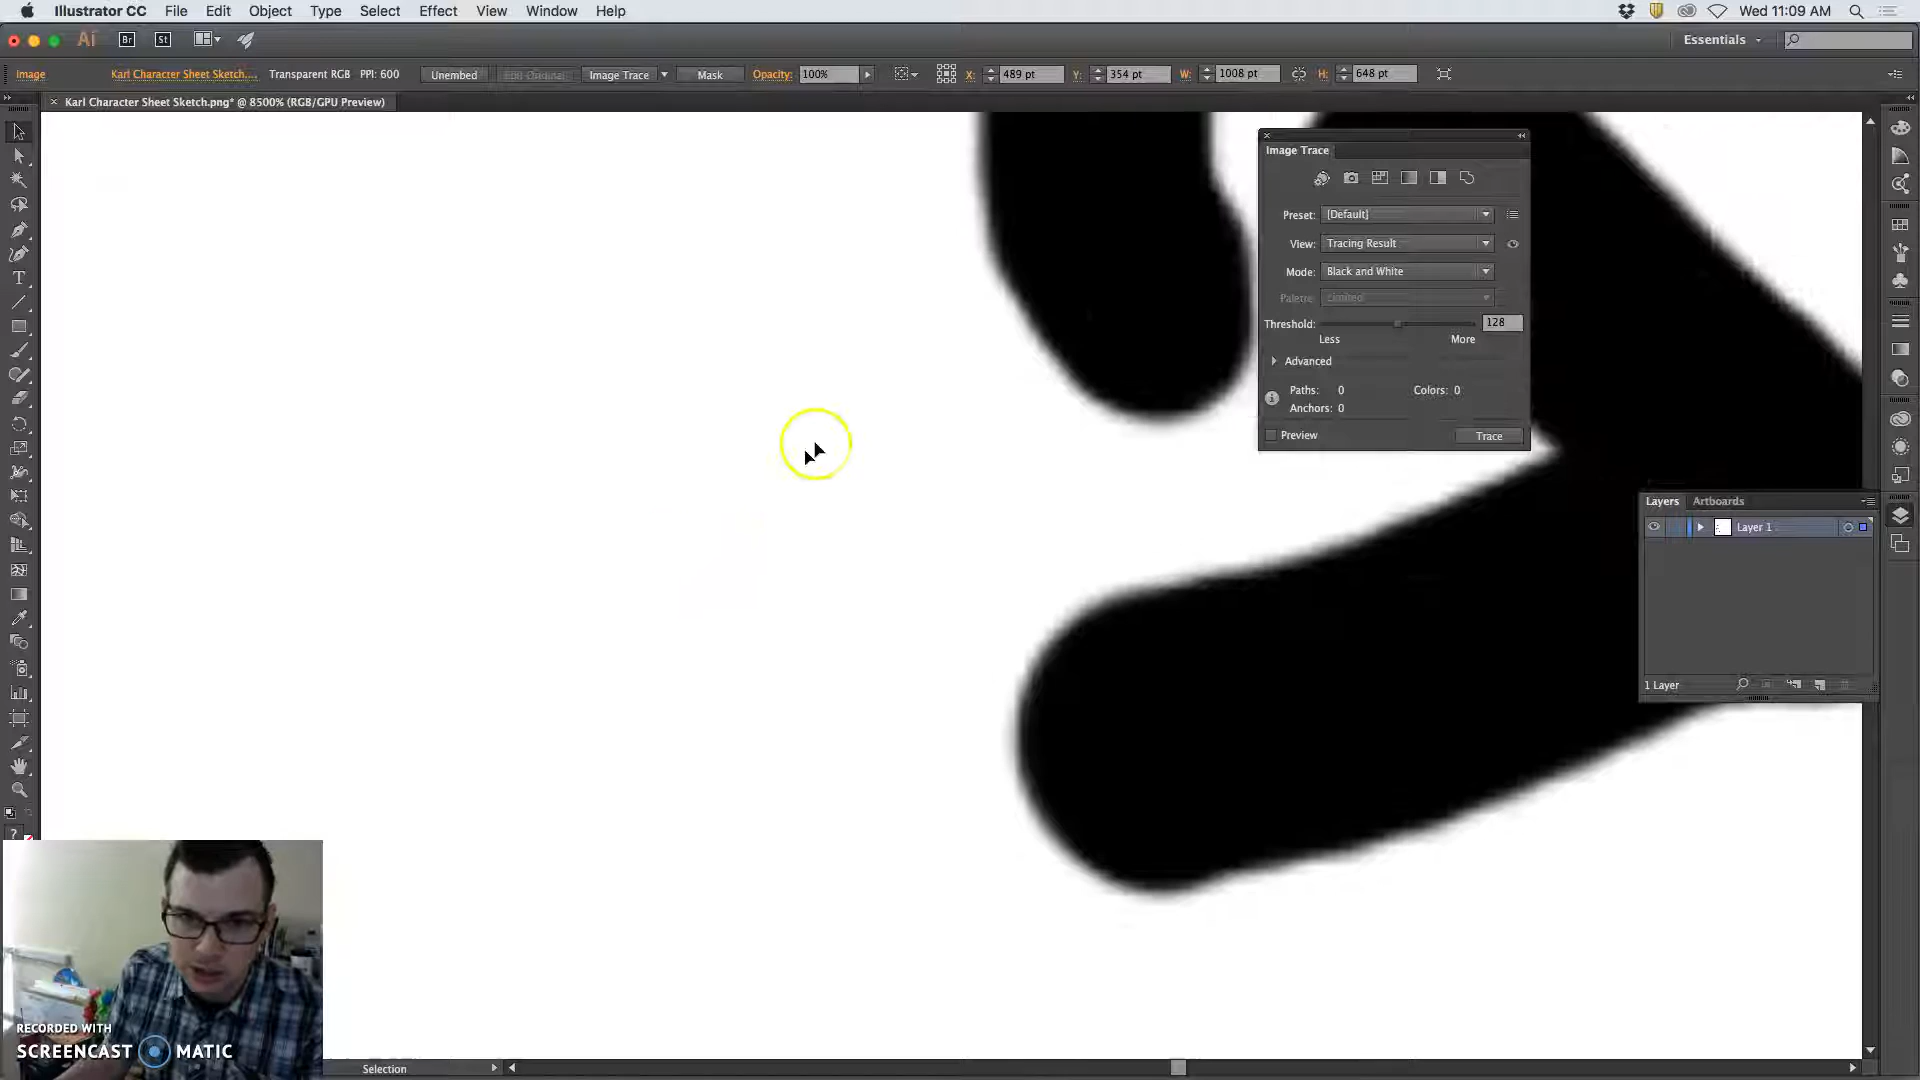 Illustrator CC File Edit Object Type Select Effect View Window Help Wed 11:09 AM
Ai Br St Essentials
Image Karl Character Sheet Sketch.... Transparent RGB PPI: 600 Unembed Edit Original Image Trace Mask Opacity: 100% X: 489 pt Y: 354 pt W: 1008 pt H: 648 pt
× Karl Character Sheet Sketch.png* @ 8500% (RGB/GPU Preview)
Image Trace
Preset: [Default]
View: Tracing Result
Mode: Black and White
Palette: Limited
Threshold: 128
Less More
Advanced
Paths: 0 Colors: 0
Anchors: 0
Preview Trace
Layers Artboards
Layer 1
1 Layer
RECORDED WITH
SCREENCAST MATIC
Selection